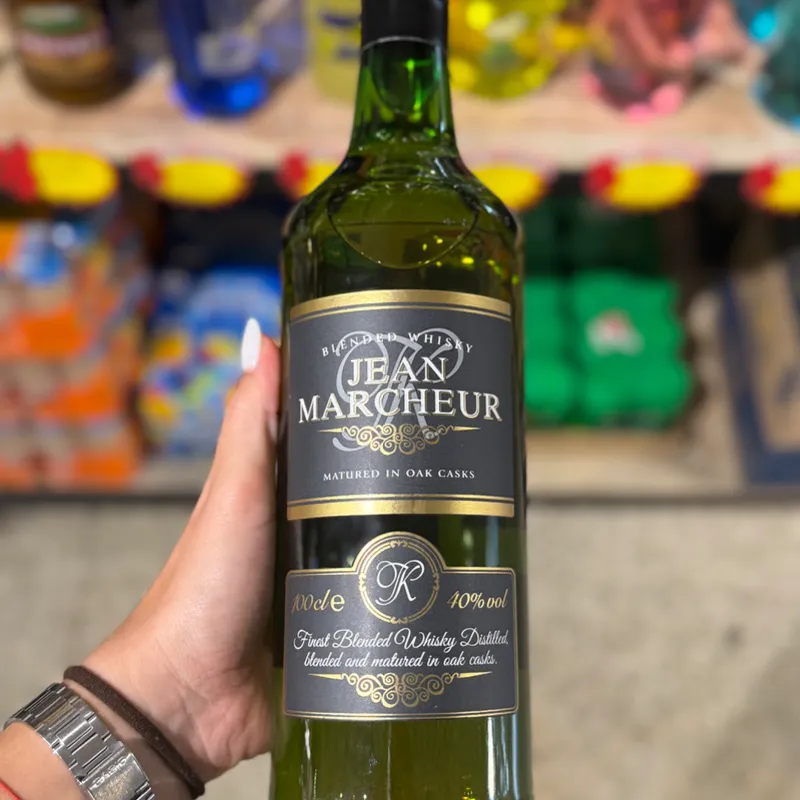 BLENDED WHISKY
JEAN
MARCHEUR
MATURED IN OAK CASKS
JK
100cl e 40% vol
Finest Blended Whisky Distilled,
blended and matured in oak casks.